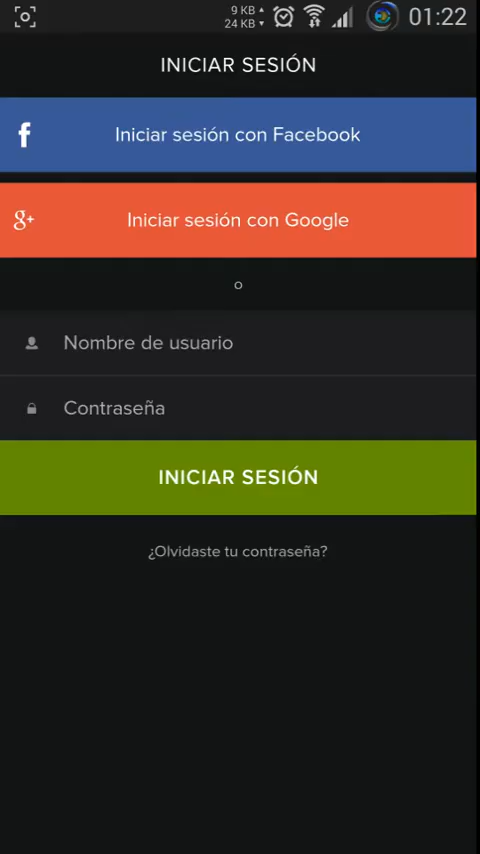 9 KB
24 KB
01:22
INICIAR SESIÓN
f
Iniciar sesión con Facebook
g+
Iniciar sesión con Google
o
Nombre de usuario
Contraseña
INICIAR SESIÓN
¿Olvidaste tu contraseña?